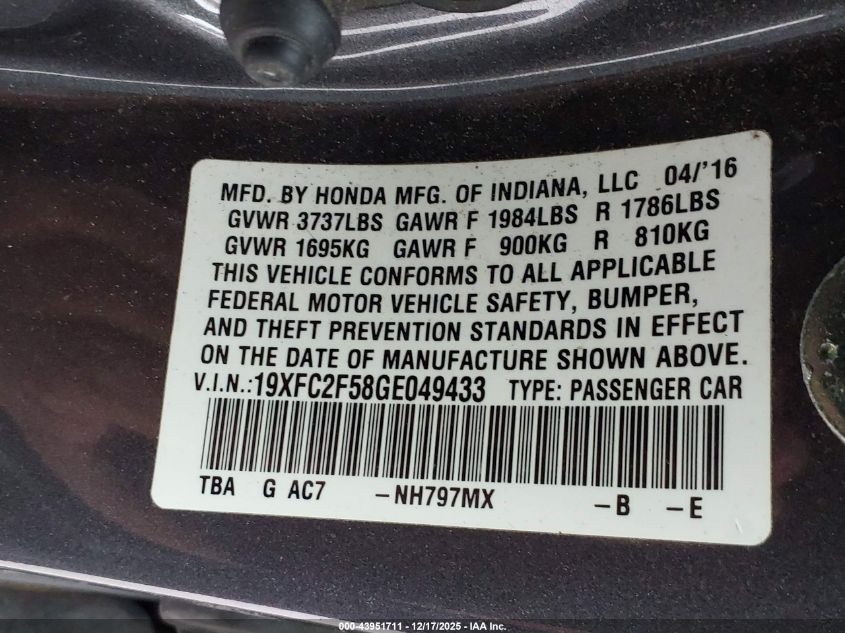 MFD. BY HONDA MFG. OF INDIANA, LLC 04/'16
GVWR 3737LBS GAWR F 1984LBS R 1786LBS
GVWR 1695KG GAWR F 900KG R 810KG
THIS VEHICLE CONFORMS TO ALL APPLICABLE
FEDERAL MOTOR VEHICLE SAFETY, BUMPER,
AND THEFT PREVENTION STANDARDS IN EFFECT
ON THE DATE OF MANUFACTURE SHOWN ABOVE.
V.I.N.:19XFC2F58GE049433 TYPE: PASSENGER CAR
TBA G AC7 -NH797MX -B -E
000-43951711 - 12/17/2025 - IAA Inc.